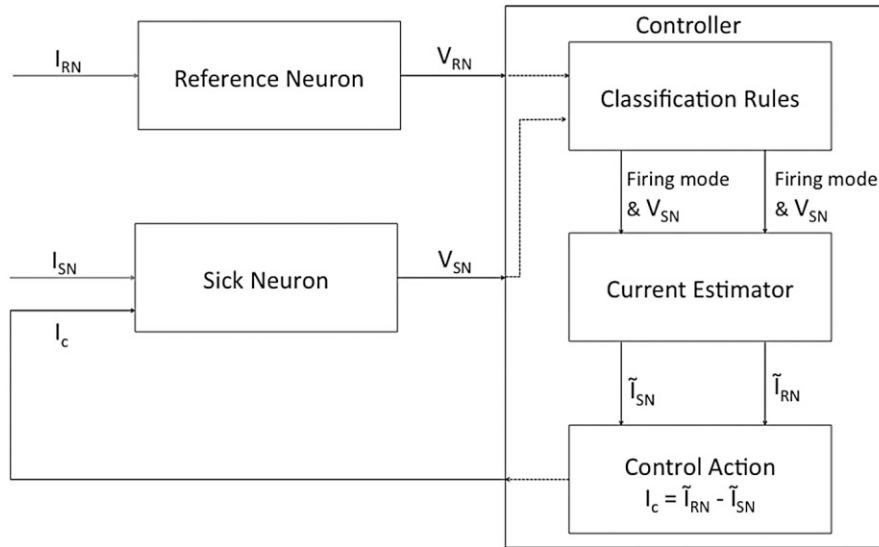 Controller
I_RN
Reference Neuron
V_RN
Classification Rules
Firing mode
& V_SN
Firing mode
& V_SN
I_SN
Sick Neuron
V_SN
I_c
Current Estimator
Ĩ_SN
Ĩ_RN
Control Action
I_c = Ĩ_RN - Ĩ_SN